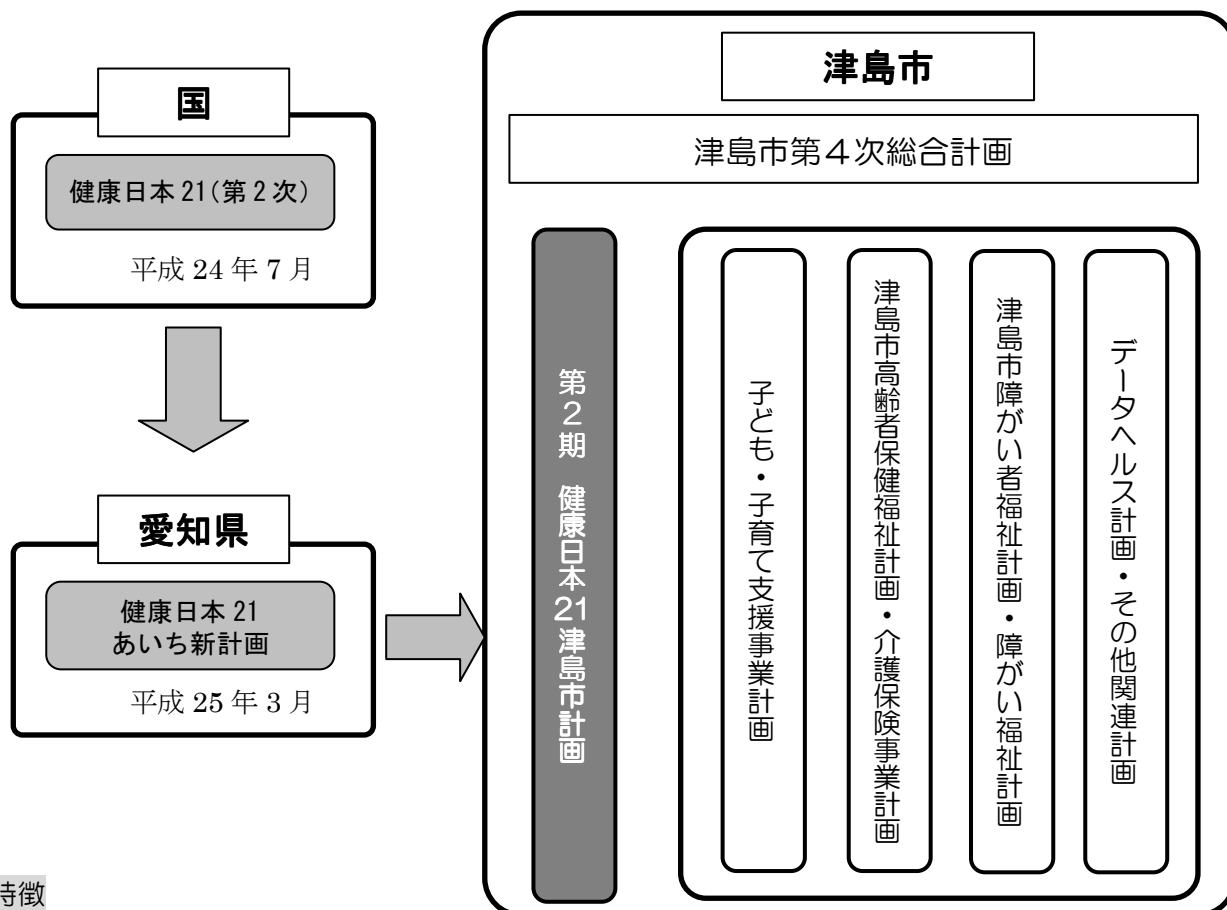 国
健康日本21(第2次)
平成24年7月
愛知県
健康日本21
あいち新計画
平成25年3月
津島市
津島市第4次総合計画
第2期 健康日本21津島市計画
子ども・子育て支援事業計画
津島市高齢者保健福祉計画・介護保険事業計画
津島市障がい者福祉計画・障がい福祉計画
データヘルス計画・その他関連計画
特徴